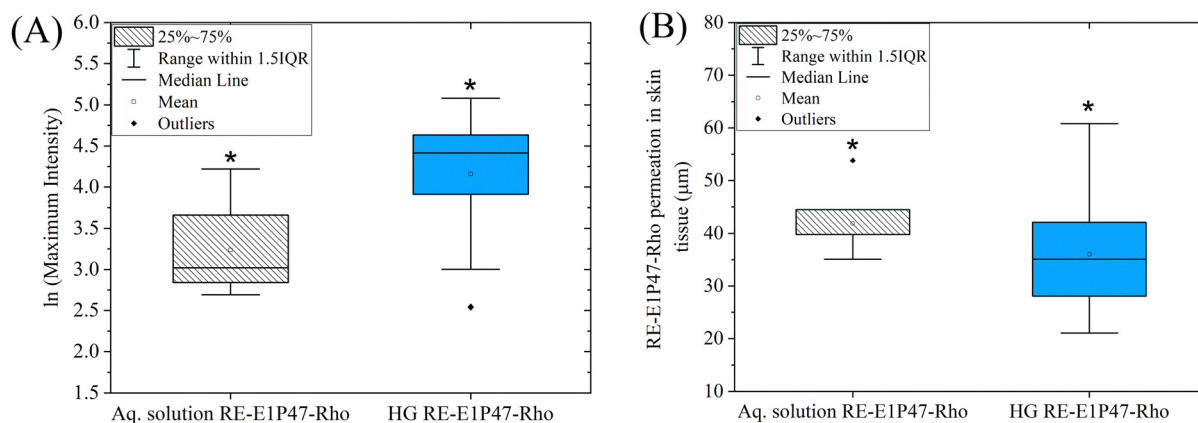 (A)
ln (Maximum Intensity)
6.0
5.5
5.0
4.5
4.0
3.5
3.0
2.5
2.0
1.5
25%~75%
Range within 1.5IQR
Median Line
Mean
Outliers
*
*
Aq. solution RE-E1P47-Rho
HG RE-E1P47-Rho
(B)
RE-E1P47-Rho permeation in skin
tissue (μm)
80
70
60
50
40
30
20
10
25%~75%
Range within 1.5IQR
Median Line
Mean
Outliers
*
*
Aq. solution RE-E1P47-Rho
HG RE-E1P47-Rho